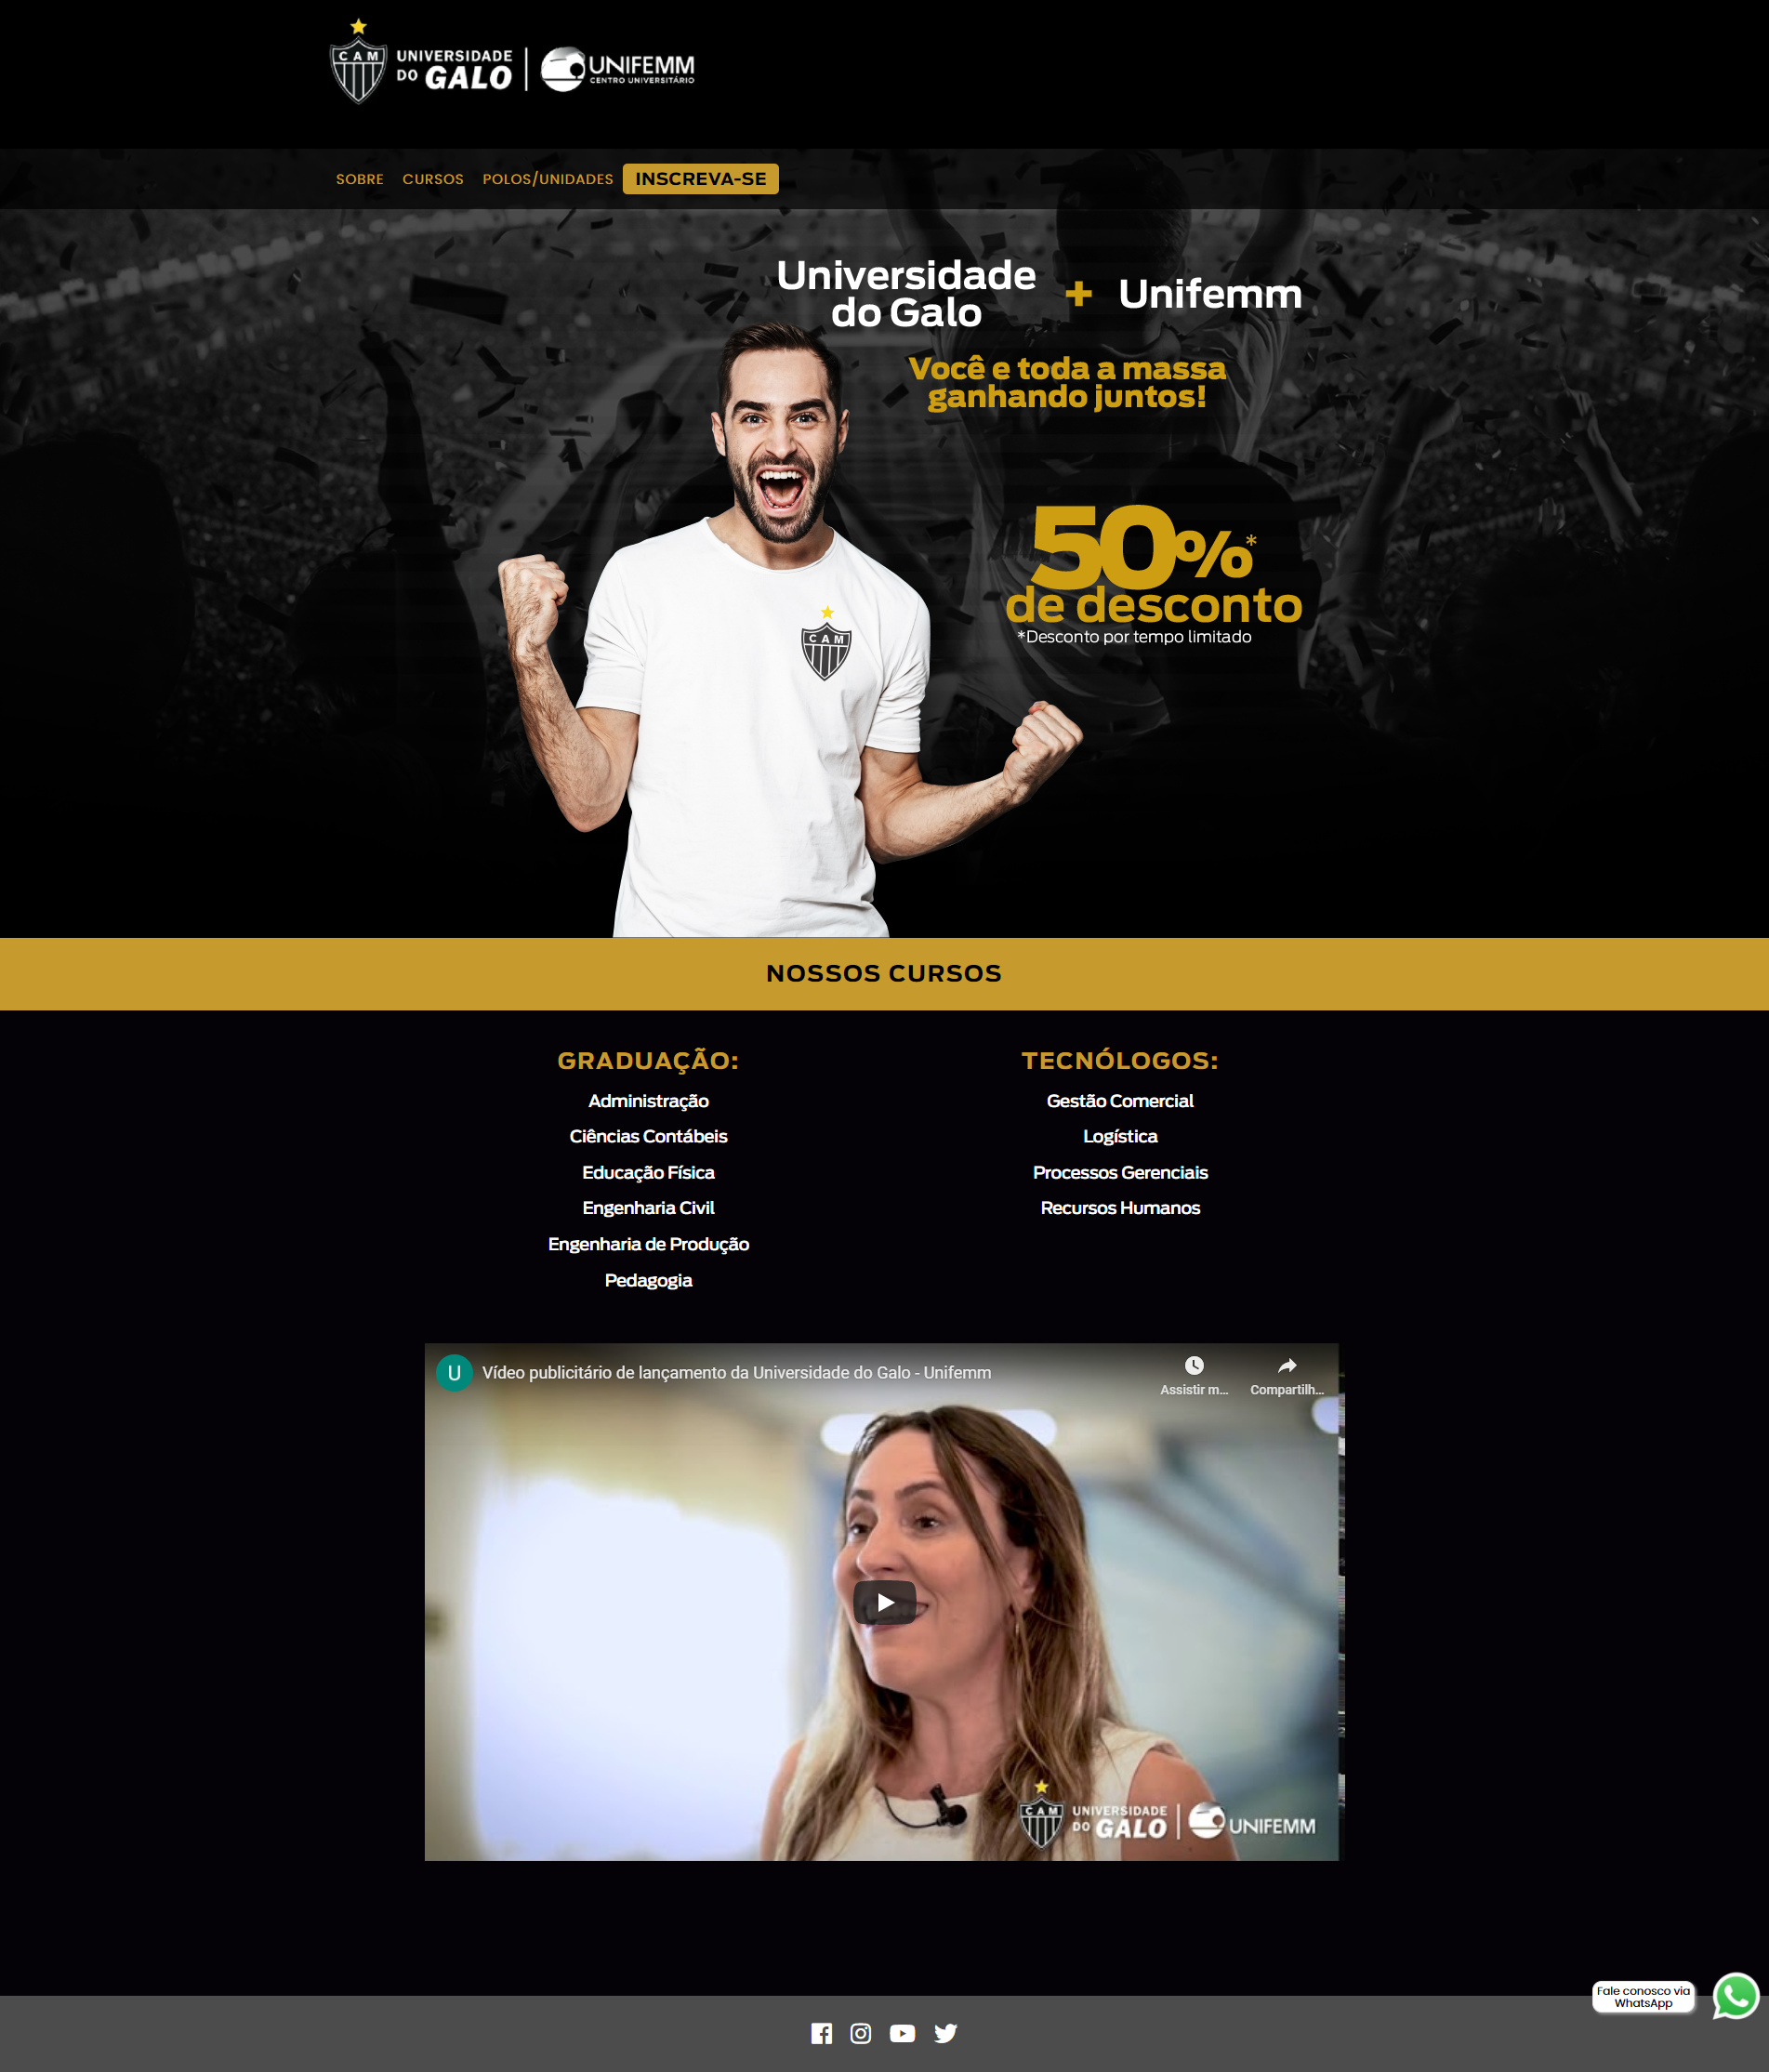 CAM
UNIVERSIDADE
DO GALO
UNIFEMM
CENTRO UNIVERSITÁRIO
SOBRE CURSOS POLOS/UNIDADES INSCREVA-SE
Universidade
do Galo
+ Unifemm
Você e toda a massa
ganhando juntos!
50%*
de desconto
*Desconto por tempo limitado
CAM
NOSSOS CURSOS
GRADUAÇÃO:
Administração
Ciências Contábeis
Educação Física
Engenharia Civil
Engenharia de Produção
Pedagogia
TECNÓLOGOS:
Gestão Comercial
Logística
Processos Gerenciais
Recursos Humanos
U Vídeo publicitário de lançamento da Universidade do Galo - Unifemm
Assistir m... Compartilh...
CAM
UNIVERSIDADE
DO GALO
UNIFEMM
Fale conosco via
WhatsApp